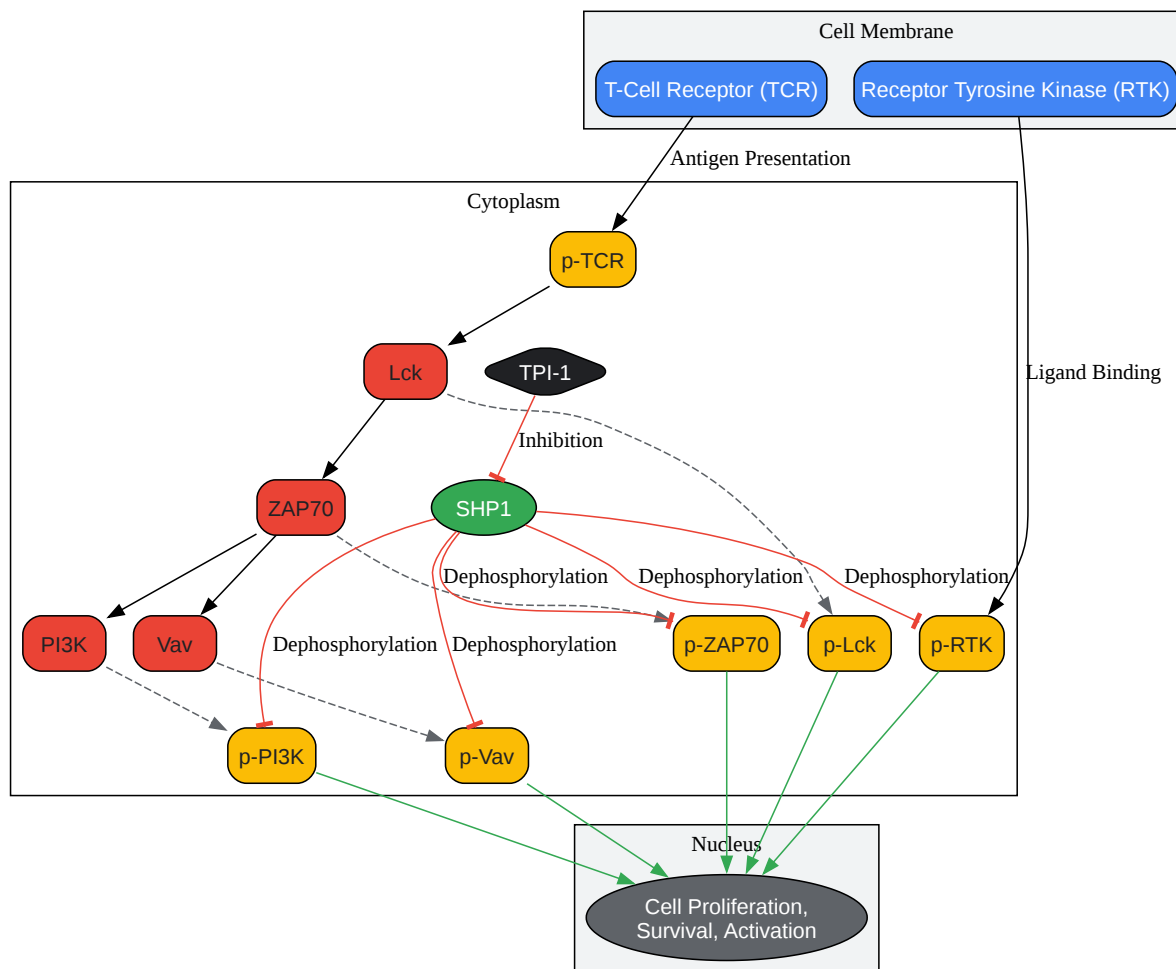 Cell Membrane
T-Cell Receptor (TCR)
Receptor Tyrosine Kinase (RTK)
Antigen Presentation
Cytoplasm
p-TCR
Lck
TPI-1
Ligand Binding
Inhibition
ZAP70
SHP1
Dephosphorylation
Dephosphorylation
Dephosphorylation
PI3K
Vav
Dephosphorylation
Dephosphorylation
p-ZAP70
p-Lck
p-RTK
p-PI3K
p-Vav
Nucleus
Cell Proliferation,
Survival, Activation